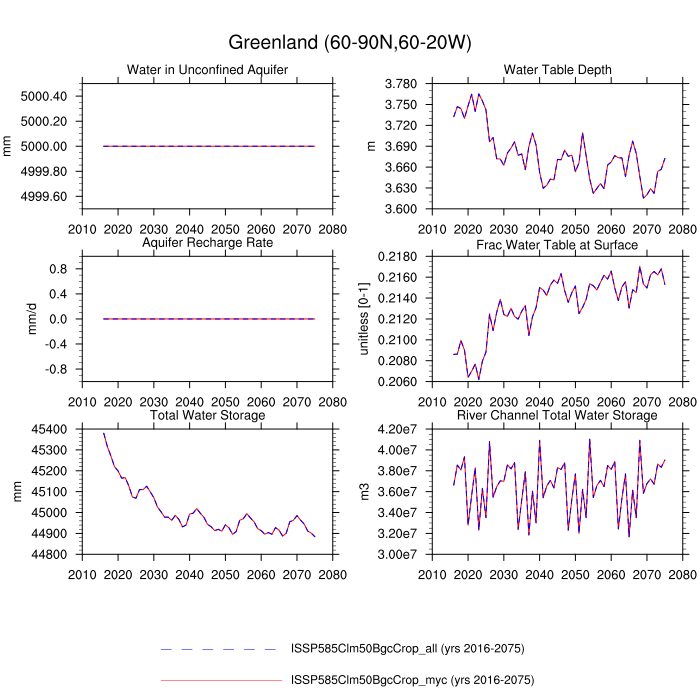 Greenland (60-90N,60-20W)
Water in Unconfined Aquifer
5000.40
5000.20
5000.00
4999.80
4999.60
mm
2010 2020 2030 2040 2050 2060 2070 2080
Water Table Depth
3.780
3.750
3.720
3.690
3.660
3.630
3.600
m
2010 2020 2030 2040 2050 2060 2070 2080
Aquifer Recharge Rate
0.8
0.4
0.0
-0.4
-0.8
mm/d
2010 2020 2030 2040 2050 2060 2070 2080
Frac Water Table at Surface
0.2180
0.2160
0.2140
0.2120
0.2100
0.2080
0.2060
unitless [0-1]
2010 2020 2030 2040 2050 2060 2070 2080
Total Water Storage
45400
45300
45200
45100
45000
44900
44800
mm
2010 2020 2030 2040 2050 2060 2070 2080
River Channel Total Water Storage
4.20e7
4.00e7
3.80e7
3.60e7
3.40e7
3.20e7
3.00e7
m3
2010 2020 2030 2040 2050 2060 2070 2080
ISSP585Clm50BgcCrop_all (yrs 2016-2075)
ISSP585Clm50BgcCrop_myc (yrs 2016-2075)